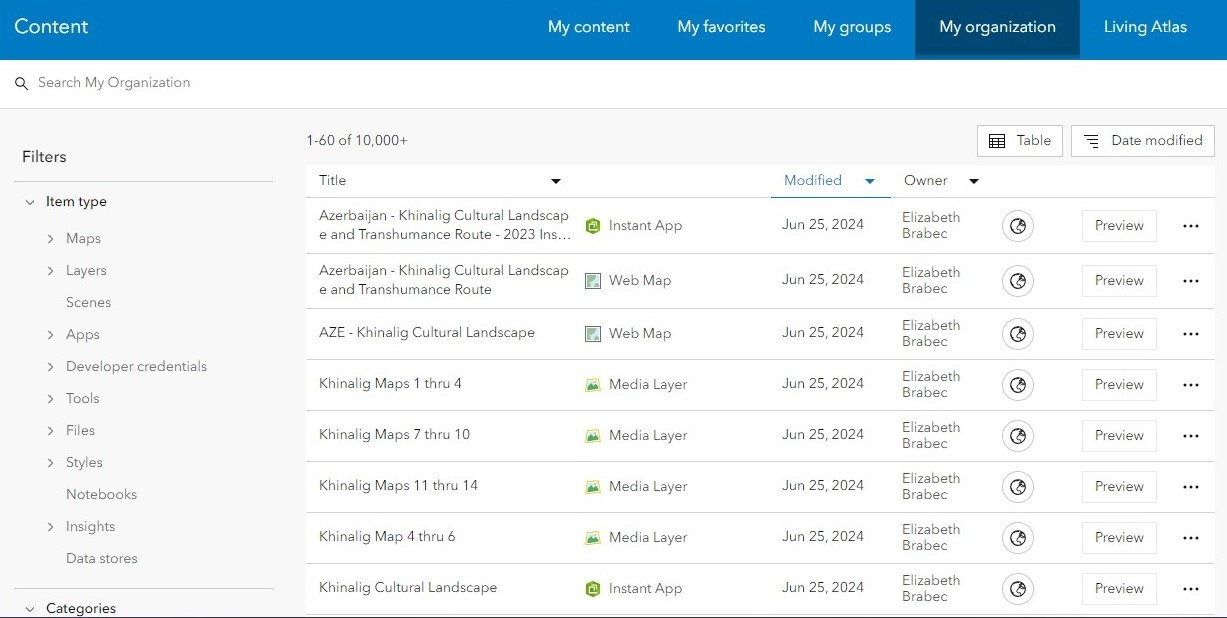 Content
My content
My favorites
My groups
My organization
Living Atlas
Search My Organization
Filters
Item type
Maps
Layers
Scenes
Apps
Developer credentials
Tools
Files
Styles
Notebooks
Insights
Data stores
Categories
1-60 of 10,000+
Table
Date modified
Title
Modified
Owner
Azerbaijan - Khinalig Cultural Landscap
e and Transhumance Route - 2023 Ins...
Instant App
Jun 25, 2024
Elizabeth
Brabec
Preview
Azerbaijan - Khinalig Cultural Landscap
e and Transhumance Route
Web Map
Jun 25, 2024
Elizabeth
Brabec
Preview
AZE - Khinalig Cultural Landscape
Web Map
Jun 25, 2024
Elizabeth
Brabec
Preview
Khinalig Maps 1 thru 4
Media Layer
Jun 25, 2024
Elizabeth
Brabec
Preview
Khinalig Maps 7 thru 10
Media Layer
Jun 25, 2024
Elizabeth
Brabec
Preview
Khinalig Maps 11 thru 14
Media Layer
Jun 25, 2024
Elizabeth
Brabec
Preview
Khinalig Map 4 thru 6
Media Layer
Jun 25, 2024
Elizabeth
Brabec
Preview
Khinalig Cultural Landscape
Instant App
Jun 25, 2024
Elizabeth
Brabec
Preview